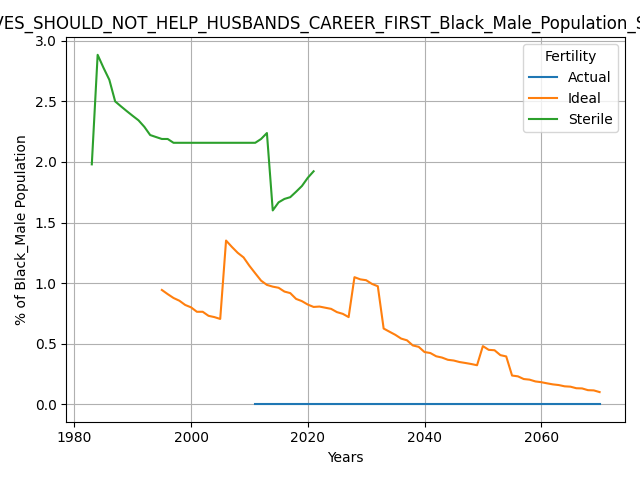 VES_SHOULD_NOT_HELP_HUSBANDS_CAREER_FIRST_Black_Male_Population_S
Fertility
Actual
Ideal
Sterile
% of Black_Male Population
3.0
2.5
2.0
1.5
1.0
0.5
0.0
1980 2000 2020 2040 2060
Years